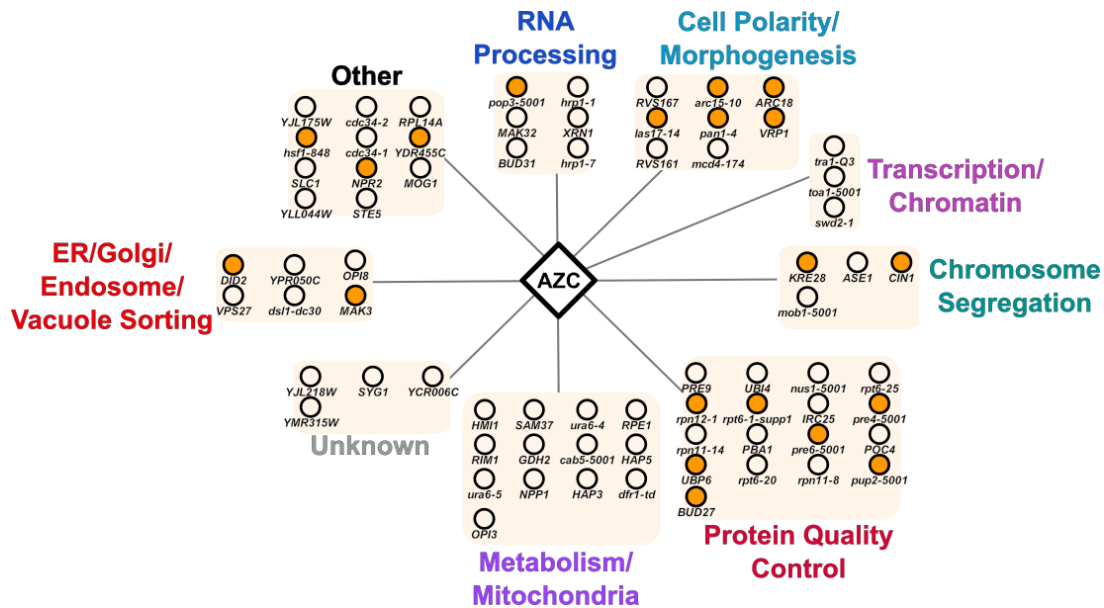 RNA
Processing
pop3-5001 hrp1-1
MAK32 XRN1
BUD31 hrp1-7
Cell Polarity/
Morphogenesis
RVS167 arc15-10 ARC18
las17-14 pan1-4 VRP1
RVS161 mcd4-174
Other
YJL175W cdc34-2 RPL14A
hsf1-848 cdc34-1 YDR455C
SLC1 NPR2 MOG1
YLL044W STE5
tra1-Q3
toa1-5001
swd2-1
Transcription/
Chromatin
ER/Golgi/
Endosome/
Vacuole Sorting
DID2 YPR050C OPI8
VPS27 dsl1-dc30 MAK3
AZC
KRE28 ASE1 CIN1
mob1-5001
Chromosome
Segregation
YJL218W SYG1 YCR006C
YMR315W
Unknown
HMI1 SAM37 ura6-4 RPE1
RIM1 GDH2 cab5-5001 HAP5
ura6-5 NPP1 HAP3 dfr1-td
OPI3
Metabolism/
Mitochondria
PRE9 UBI4 nus1-5001 rpt6-25
rpn12-1 rpt6-1-supp1 IRC25 pre4-5001
rpn11-14 PBA1 pre6-5001 POC4
UBP6 rpt6-20 rpn11-8 pup2-5001
BUD27
Protein Quality
Control